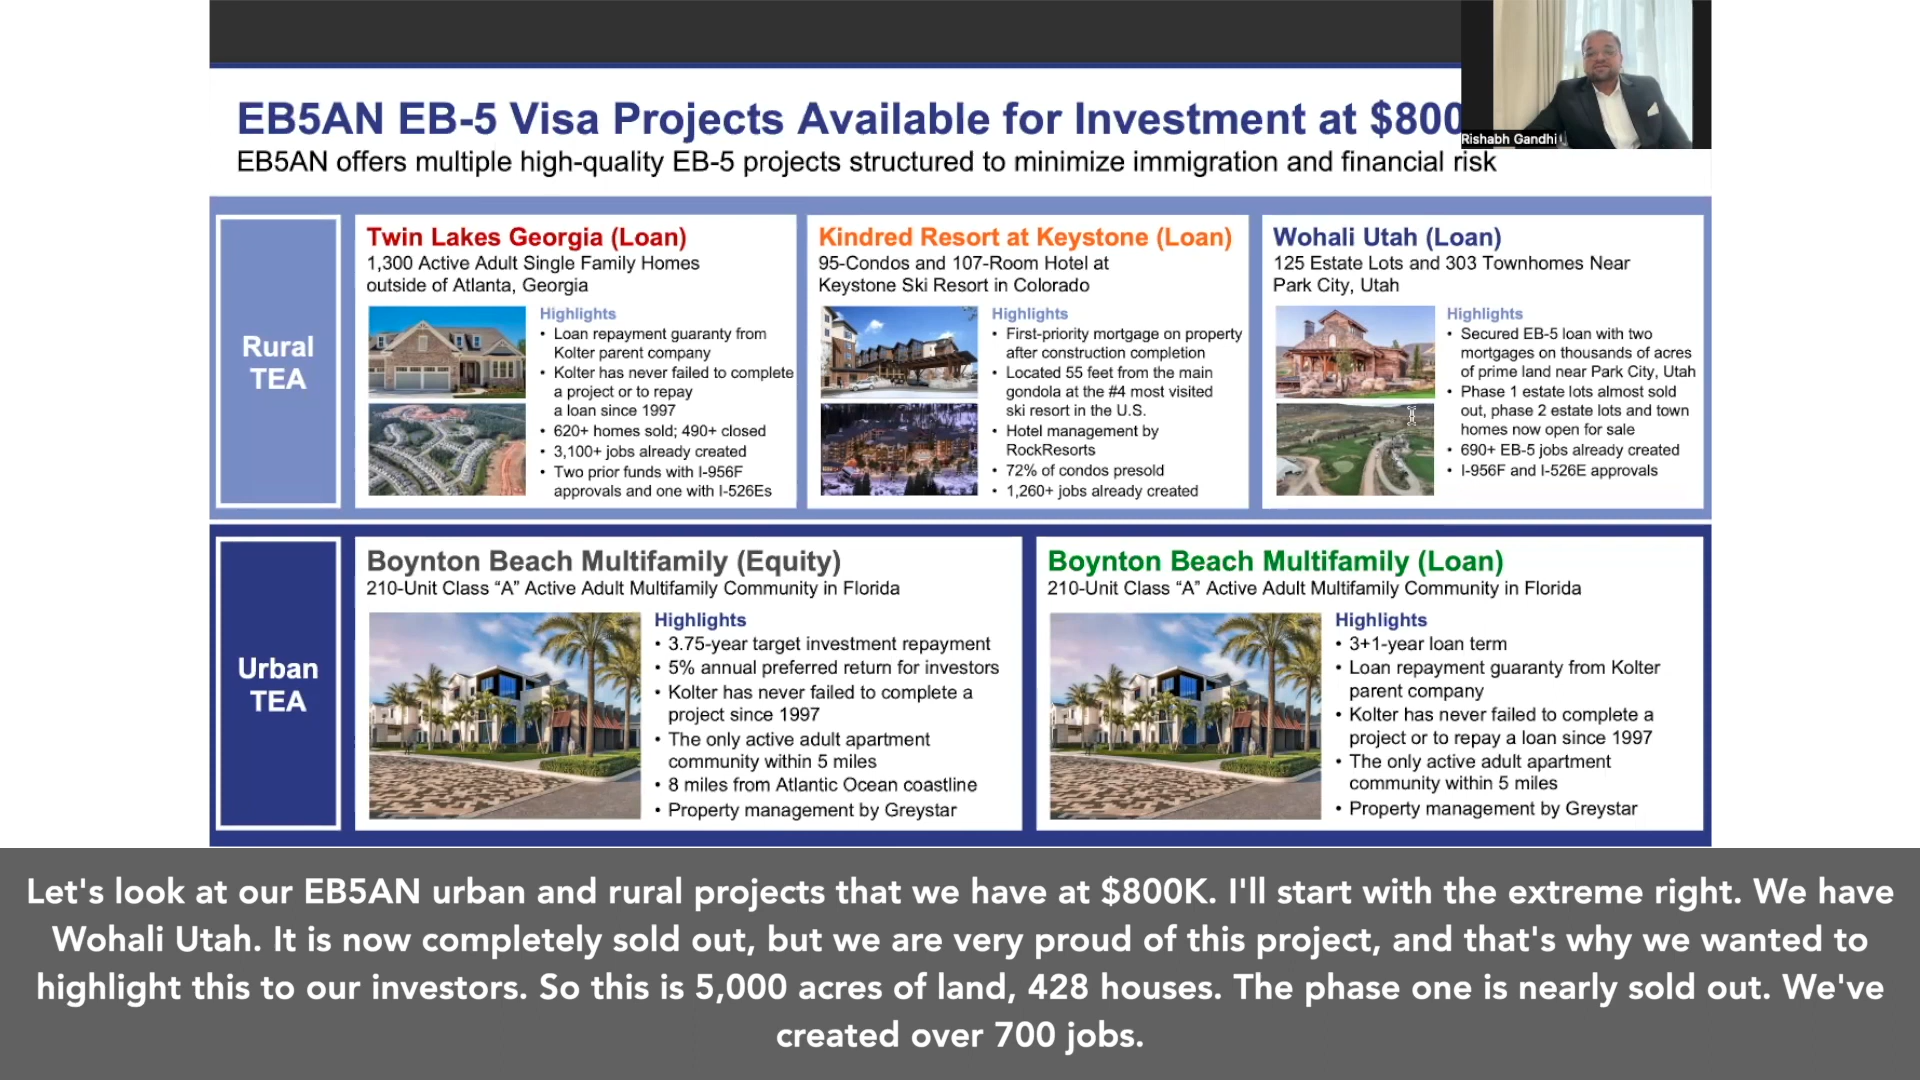 EB5AN EB-5 Visa Projects Available for Investment at $800
EB5AN offers multiple high-quality EB-5 projects structured to minimize immigration and financial risk
Rishabh Gandhi
Rural
TEA
Twin Lakes Georgia (Loan)
1,300 Active Adult Single Family Homes
outside of Atlanta, Georgia
Highlights
• Loan repayment guaranty from
Kolter parent company
• Kolter has never failed to complete
a project or to repay
a loan since 1997
• 620+ homes sold; 490+ closed
• 3,100+ jobs already created
• Two prior funds with I-956F
approvals and one with I-526Es
Kindred Resort at Keystone (Loan)
95-Condos and 107-Room Hotel at
Keystone Ski Resort in Colorado
Highlights
• First-priority mortgage on property
after construction completion
• Located 55 feet from the main
gondola at the #4 most visited
ski resort in the U.S.
• Hotel management by
RockResorts
• 72% of condos presold
• 1,260+ jobs already created
Wohali Utah (Loan)
125 Estate Lots and 303 Townhomes Near
Park City, Utah
Highlights
• Secured EB-5 loan with two
mortgages on thousands of acres
of prime land near Park City, Utah
• Phase 1 estate lots almost sold
out, phase 2 estate lots and town
homes now open for sale
• 690+ EB-5 jobs already created
• I-956F and I-526E approvals
Urban
TEA
Boynton Beach Multifamily (Equity)
210-Unit Class “A” Active Adult Multifamily Community in Florida
Highlights
• 3.75-year target investment repayment
• 5% annual preferred return for investors
• Kolter has never failed to complete a
project since 1997
• The only active adult apartment
community within 5 miles
• 8 miles from Atlantic Ocean coastline
• Property management by Greystar
Boynton Beach Multifamily (Loan)
210-Unit Class “A” Active Adult Multifamily Community in Florida
Highlights
• 3+1-year loan term
• Loan repayment guaranty from Kolter
parent company
• Kolter has never failed to complete a
project or to repay a loan since 1997
• The only active adult apartment
community within 5 miles
• Property management by Greystar
Let's look at our EB5AN urban and rural projects that we have at $800K. I'll start with the extreme right. We have
Wohali Utah. It is now completely sold out, but we are very proud of this project, and that's why we wanted to
highlight this to our investors. So this is 5,000 acres of land, 428 houses. The phase one is nearly sold out. We've
created over 700 jobs.